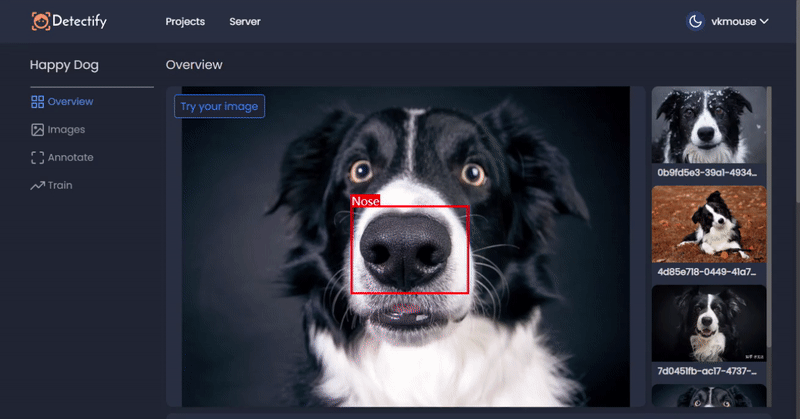 Detectify
Projects
Server
vkmouse
Happy Dog
Overview
Images
Annotate
Train
Overview
Try your image
Nose
0b9fd5e3-39a1-4934...
4d85e718-0449-41a7...
7d0451fb-ac17-4737-...